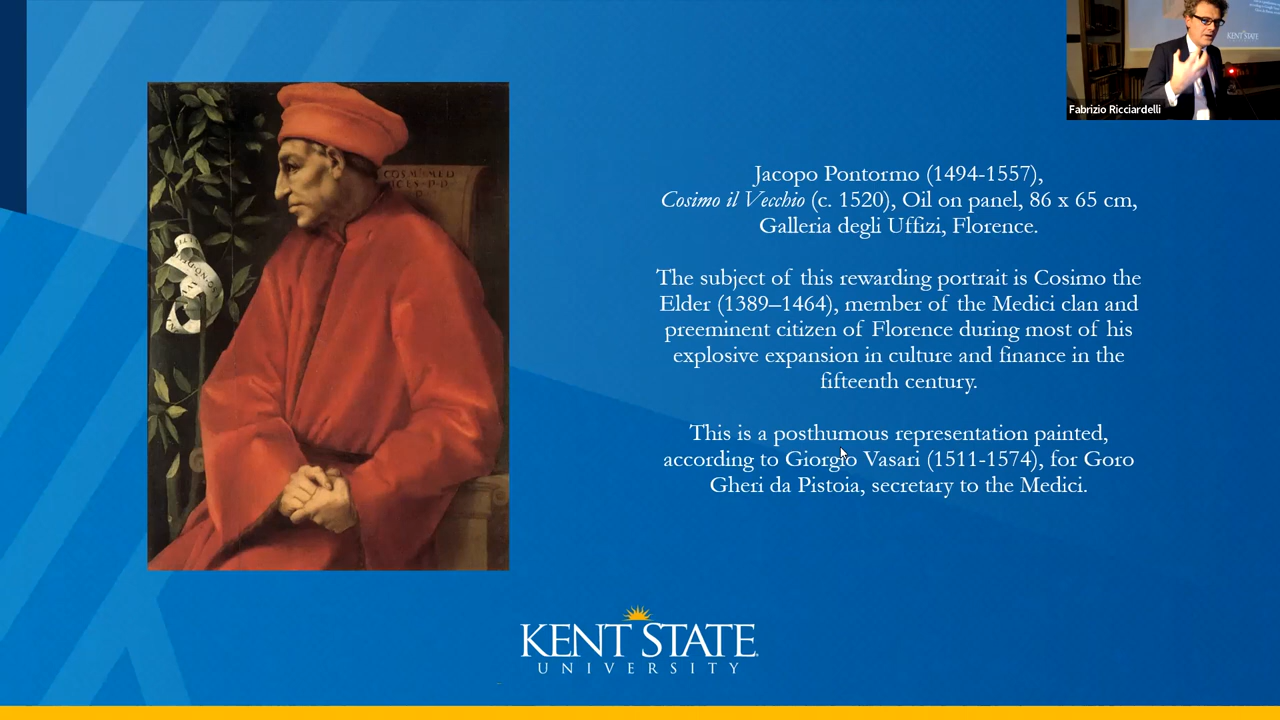 KENT STATE
Fabrizio Ricciardelli
Jacopo Pontormo (1494-1557),
Cosimo il Vecchio (c. 1520), Oil on panel, 86 x 65 cm,
Galleria degli Uffizi, Florence.
The subject of this rewarding portrait is Cosimo the
Elder (1389–1464), member of the Medici clan and
preeminent citizen of Florence during most of his
explosive expansion in culture and finance in the
fifteenth century.
This is a posthumous representation painted,
according to Giorgio Vasari (1511-1574), for Goro
Gheri da Pistoia, secretary to the Medici.
KENT STATE
UNIVERSITY